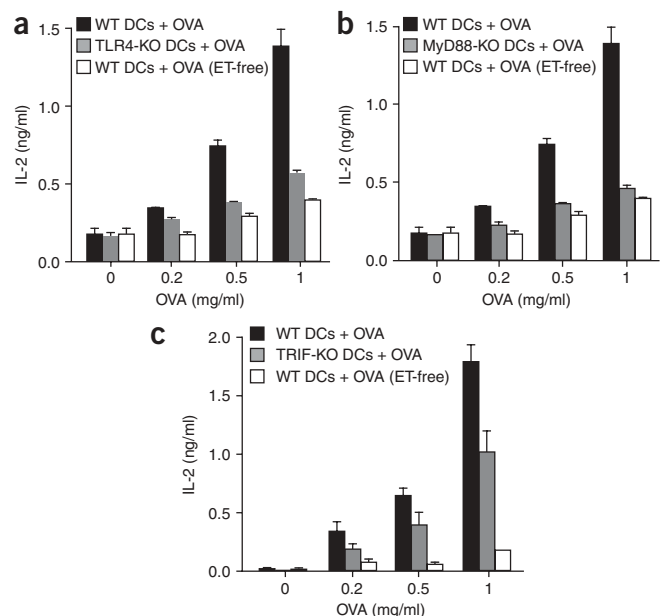 a
WT DCs + OVA
TLR4-KO DCs + OVA
WT DCs + OVA (ET-free)
1.5
1.0
0.5
0.0
IL-2 (ng/ml)
0 0.2 0.5 1
OVA (mg/ml)
b
WT DCs + OVA
MyD88-KO DCs + OVA
WT DCs + OVA (ET-free)
1.5
1.0
0.5
0.0
IL-2 (ng/ml)
0 0.2 0.5 1
OVA (mg/ml)
c
WT DCs + OVA
TRIF-KO DCs + OVA
WT DCs + OVA (ET-free)
2.0
1.5
1.0
0.5
0.0
IL-2 (ng/ml)
0 0.2 0.5 1
OVA (mg/ml)